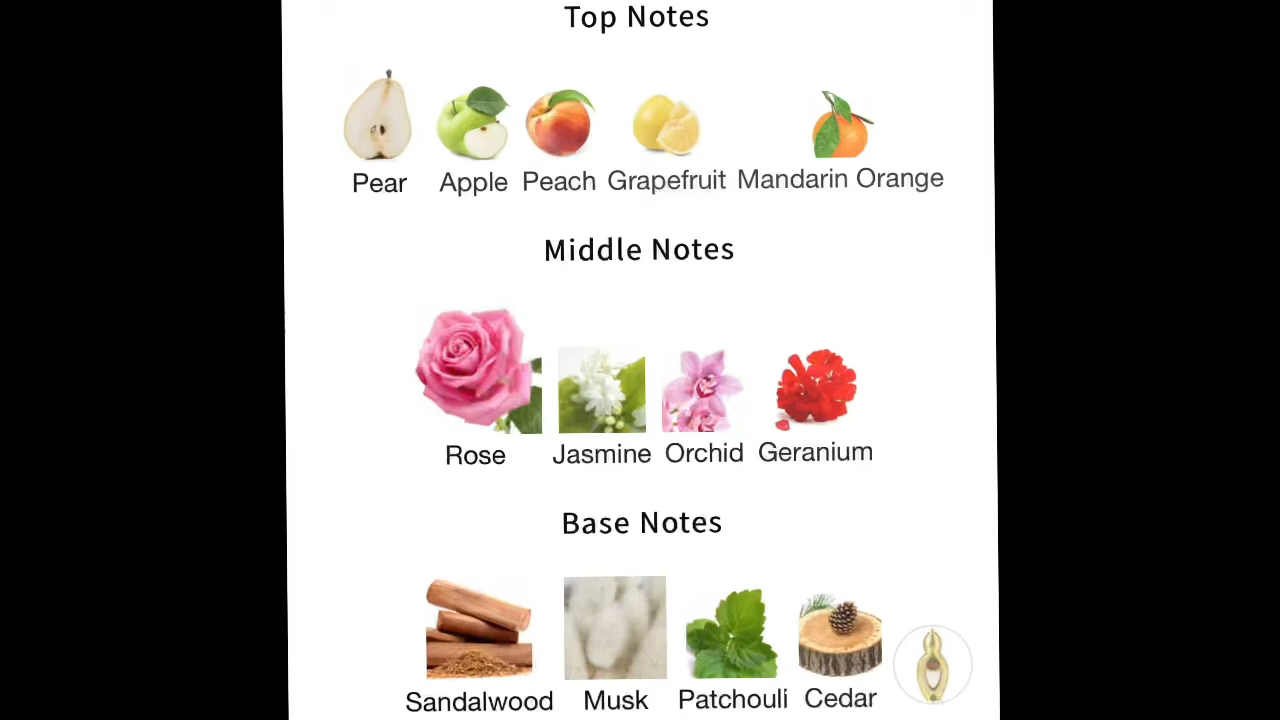 Top Notes
Pear Apple Peach Grapefruit Mandarin Orange
Middle Notes
Rose Jasmine Orchid Geranium
Base Notes
Sandalwood Musk Patchouli Cedar